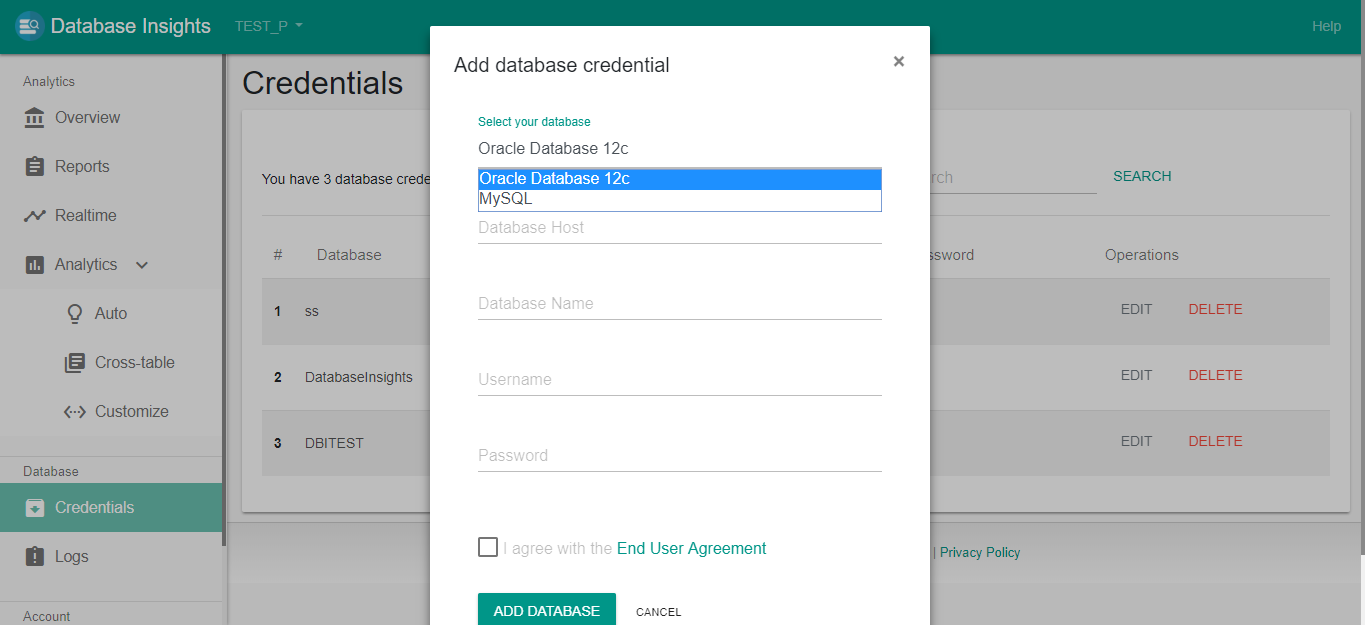 Database Insights
TEST_P
Help
Analytics
Overview
Reports
Realtime
Analytics
Auto
Cross-table
Customize
Database
Credentials
Logs
Account
Credentials
You have 3 database
SEARCH
# Database Operations
1 ss EDIT DELETE
2 DatabaseInsights EDIT DELETE
3 DBITEST EDIT DELETE
| Privacy Policy
Add database credential
×
Select your database
Oracle Database 12c
Oracle Database 12c
MySQL
Database Host
Database Name
Username
Password
I agree with the End User Agreement
ADD DATABASE CANCEL